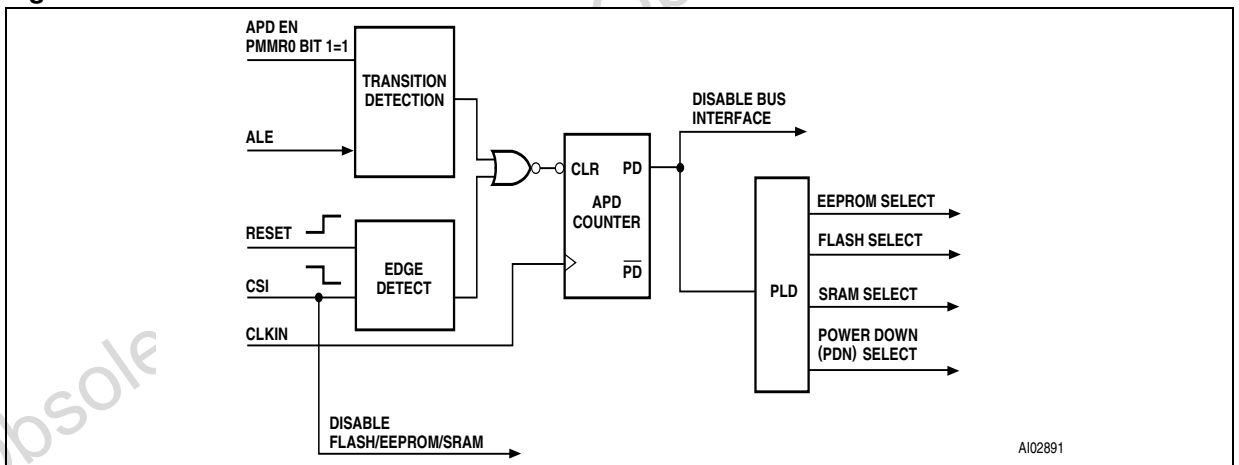 APD EN
PMMR0 BIT 1=1
TRANSITION
DETECTION
ALE
DISABLE BUS
INTERFACE
CLR PD
APD
COUNTER
PD
RESET
CSI
EDGE
DETECT
CLKIN
PLD
EEPROM SELECT
FLASH SELECT
SRAM SELECT
POWER DOWN
(PDN) SELECT
DISABLE
FLASH/EEPROM/SRAM
AI02891